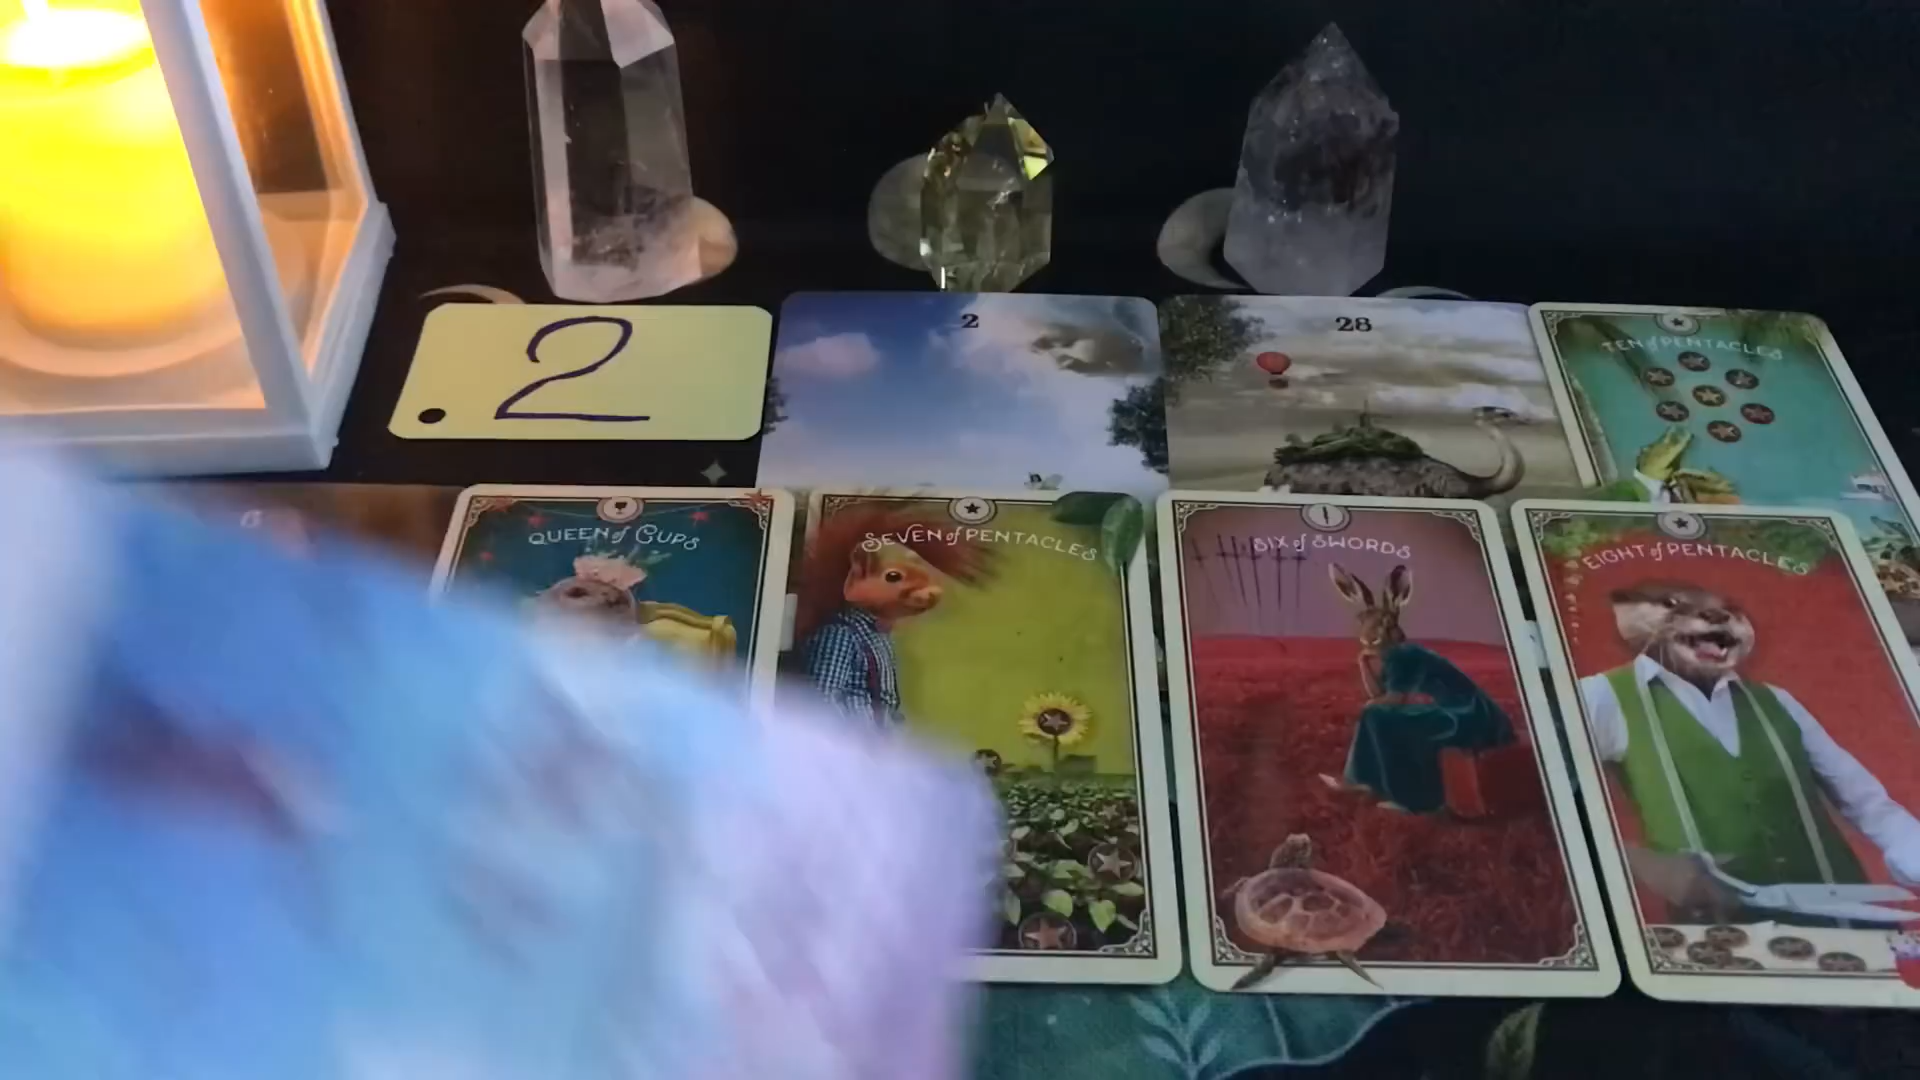 2
2
28
TEN of PENTACLES
QUEEN of CUPS
SEVEN of PENTACLES
SIX of SWORDS
EIGHT of PENTACLES